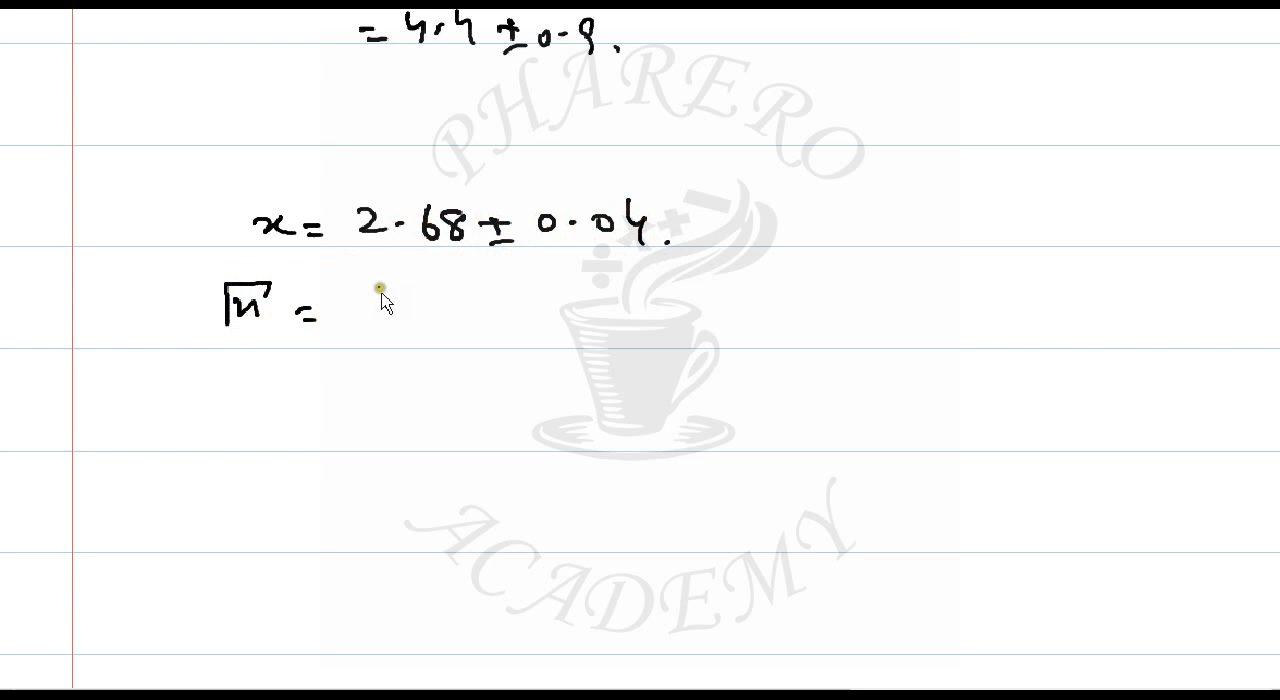 = 4.4 ± 0.9.
PHARERO
x = 2.68 ± 0.04.
√x =
ACADEMY